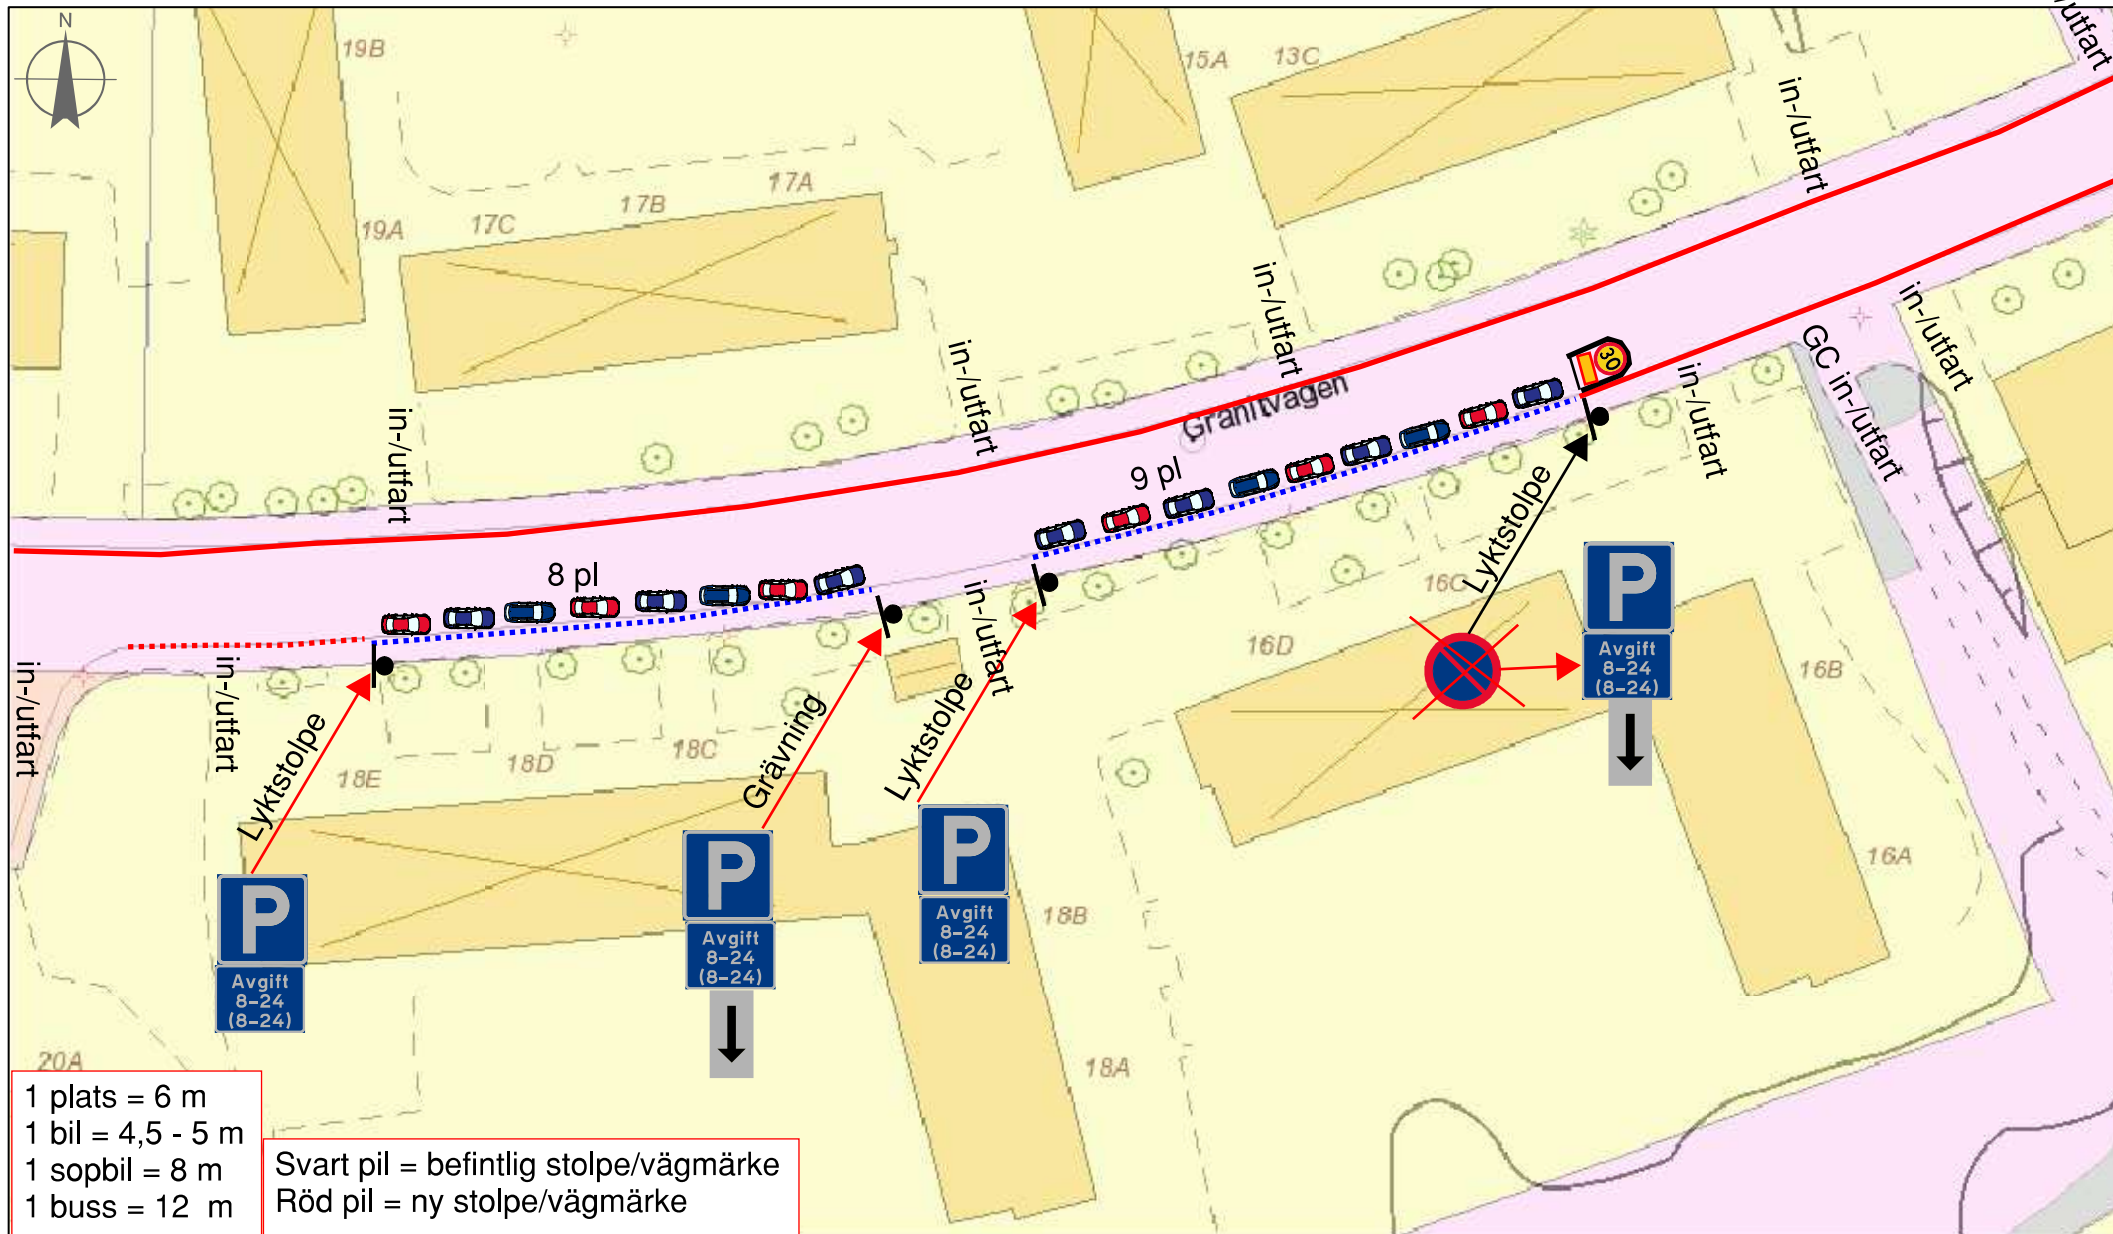 N
19B
15A
13C
in-/utfart
/utfart
17A
17B
17C
19A
in-/utfart
in-/utfart
in-/utfart
in-/utfart
GC in-/utfart
in-/utfart
in-/utfart
30
Granitvägen
9 pl
8 pl
Lyktstolpe
in-/utfart
in-/utfart
in-/utfart
16C
16D
16B
16A
P
Avgift
8-24
(8-24)
Lyktstolpe
Grävning
Lyktstolpe
18E
18D
18C
18B
18A
20A
P
Avgift
8-24
(8-24)
P
Avgift
8-24
(8-24)
P
Avgift
8-24
(8-24)
1 plats = 6 m
1 bil = 4,5 - 5 m
1 sopbil = 8 m
1 buss = 12 m
Svart pil = befintlig stolpe/vägmärke
Röd pil = ny stolpe/vägmärke